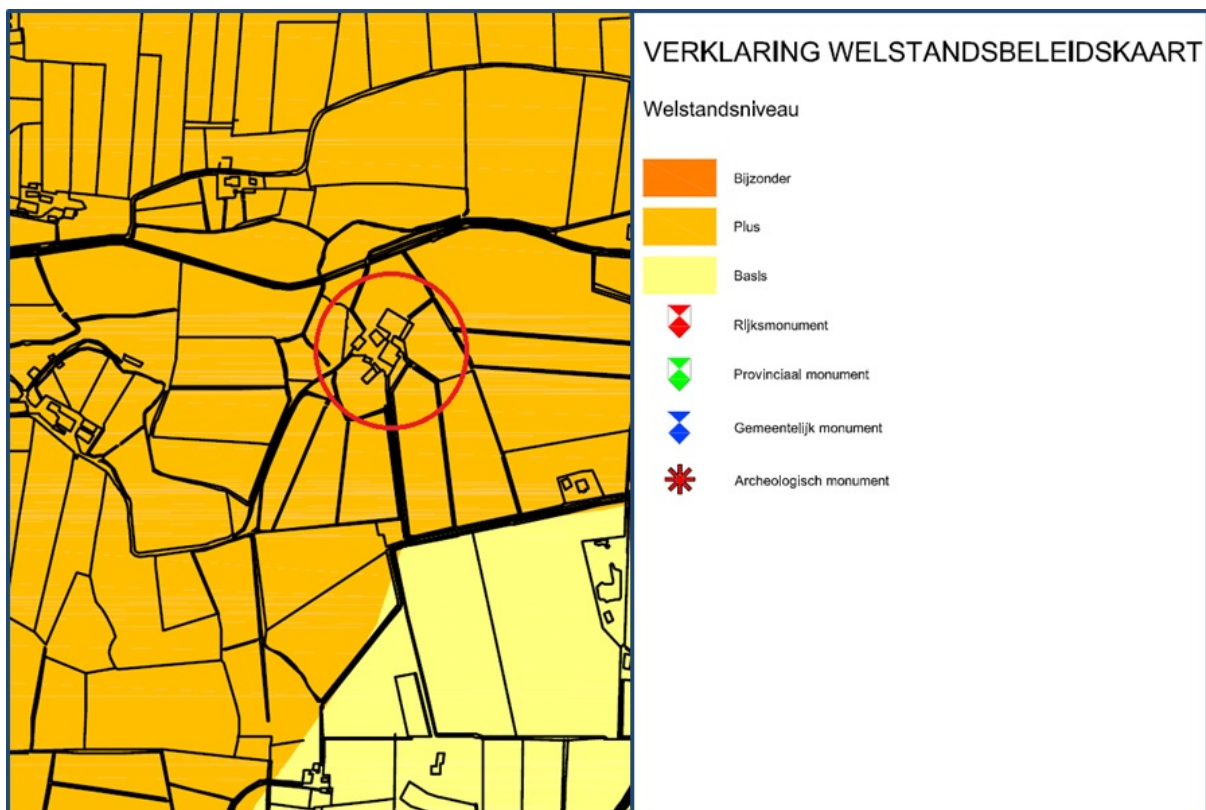 VERKLARING WELSTANDSBELEIDSKAART
Welstandsniveau
Bijzonder
Plus
Basis
Rijksmonument
Provinciaal monument
Gemeentelijk monument
Archeologisch monument